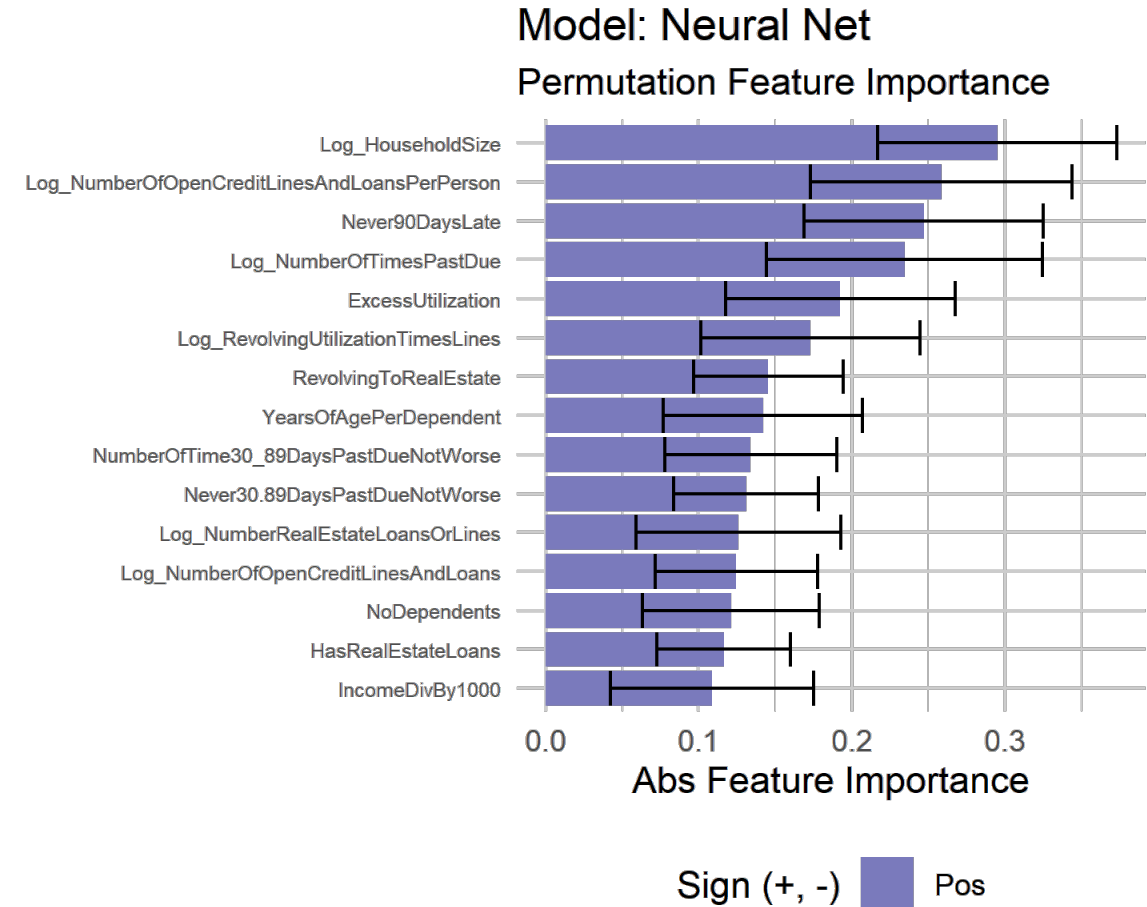 Model: Neural Net
Permutation Feature Importance
Log_HouseholdSize
Log_NumberOfOpenCreditLinesAndLoansPerPerson
Never90DaysLate
Log_NumberOfTimesPastDue
ExcessUtilization
Log_RevolvingUtilizationTimesLines
RevolvingToRealEstate
YearsOfAgePerDependent
NumberOfTime30_89DaysPastDueNotWorse
Never30.89DaysPastDueNotWorse
Log_NumberRealEstateLoansOrLines
Log_NumberOfOpenCreditLinesAndLoans
NoDependents
HasRealEstateLoans
IncomeDivBy1000
0.0 0.1 0.2 0.3
Abs Feature Importance
Sign (+, -) Pos